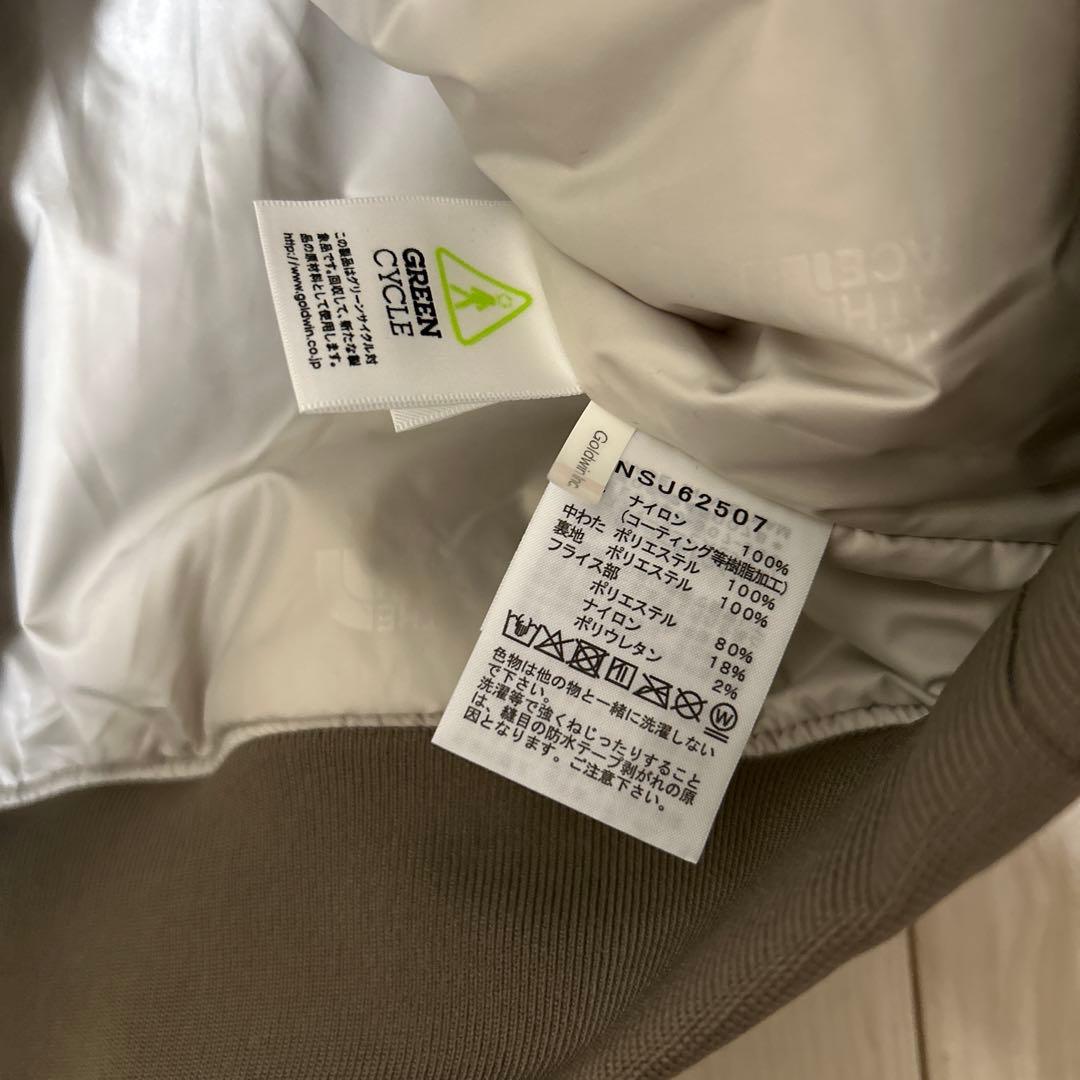 GREEN
CYCLE
この製品はグリーンサイクル対
象品です。回収して、新たな製
品の原材料として使用します。
http://www.goldwin.co.jp
Goldwin Inc
NSJ62507
ナイロン 100%
(コーティング等樹脂加工)
中わた ポリエステル 100%
裏地 ポリエステル 100%
フライス部
ポリエステル 80%
ナイロン 18%
ポリウレタン 2%
W
色物は他の物と一緒に洗濯しない
で下さい。
洗濯等で強くねじったりすること
は、縫目の防水テープ剥がれの原
因となります。ご注意下さい。